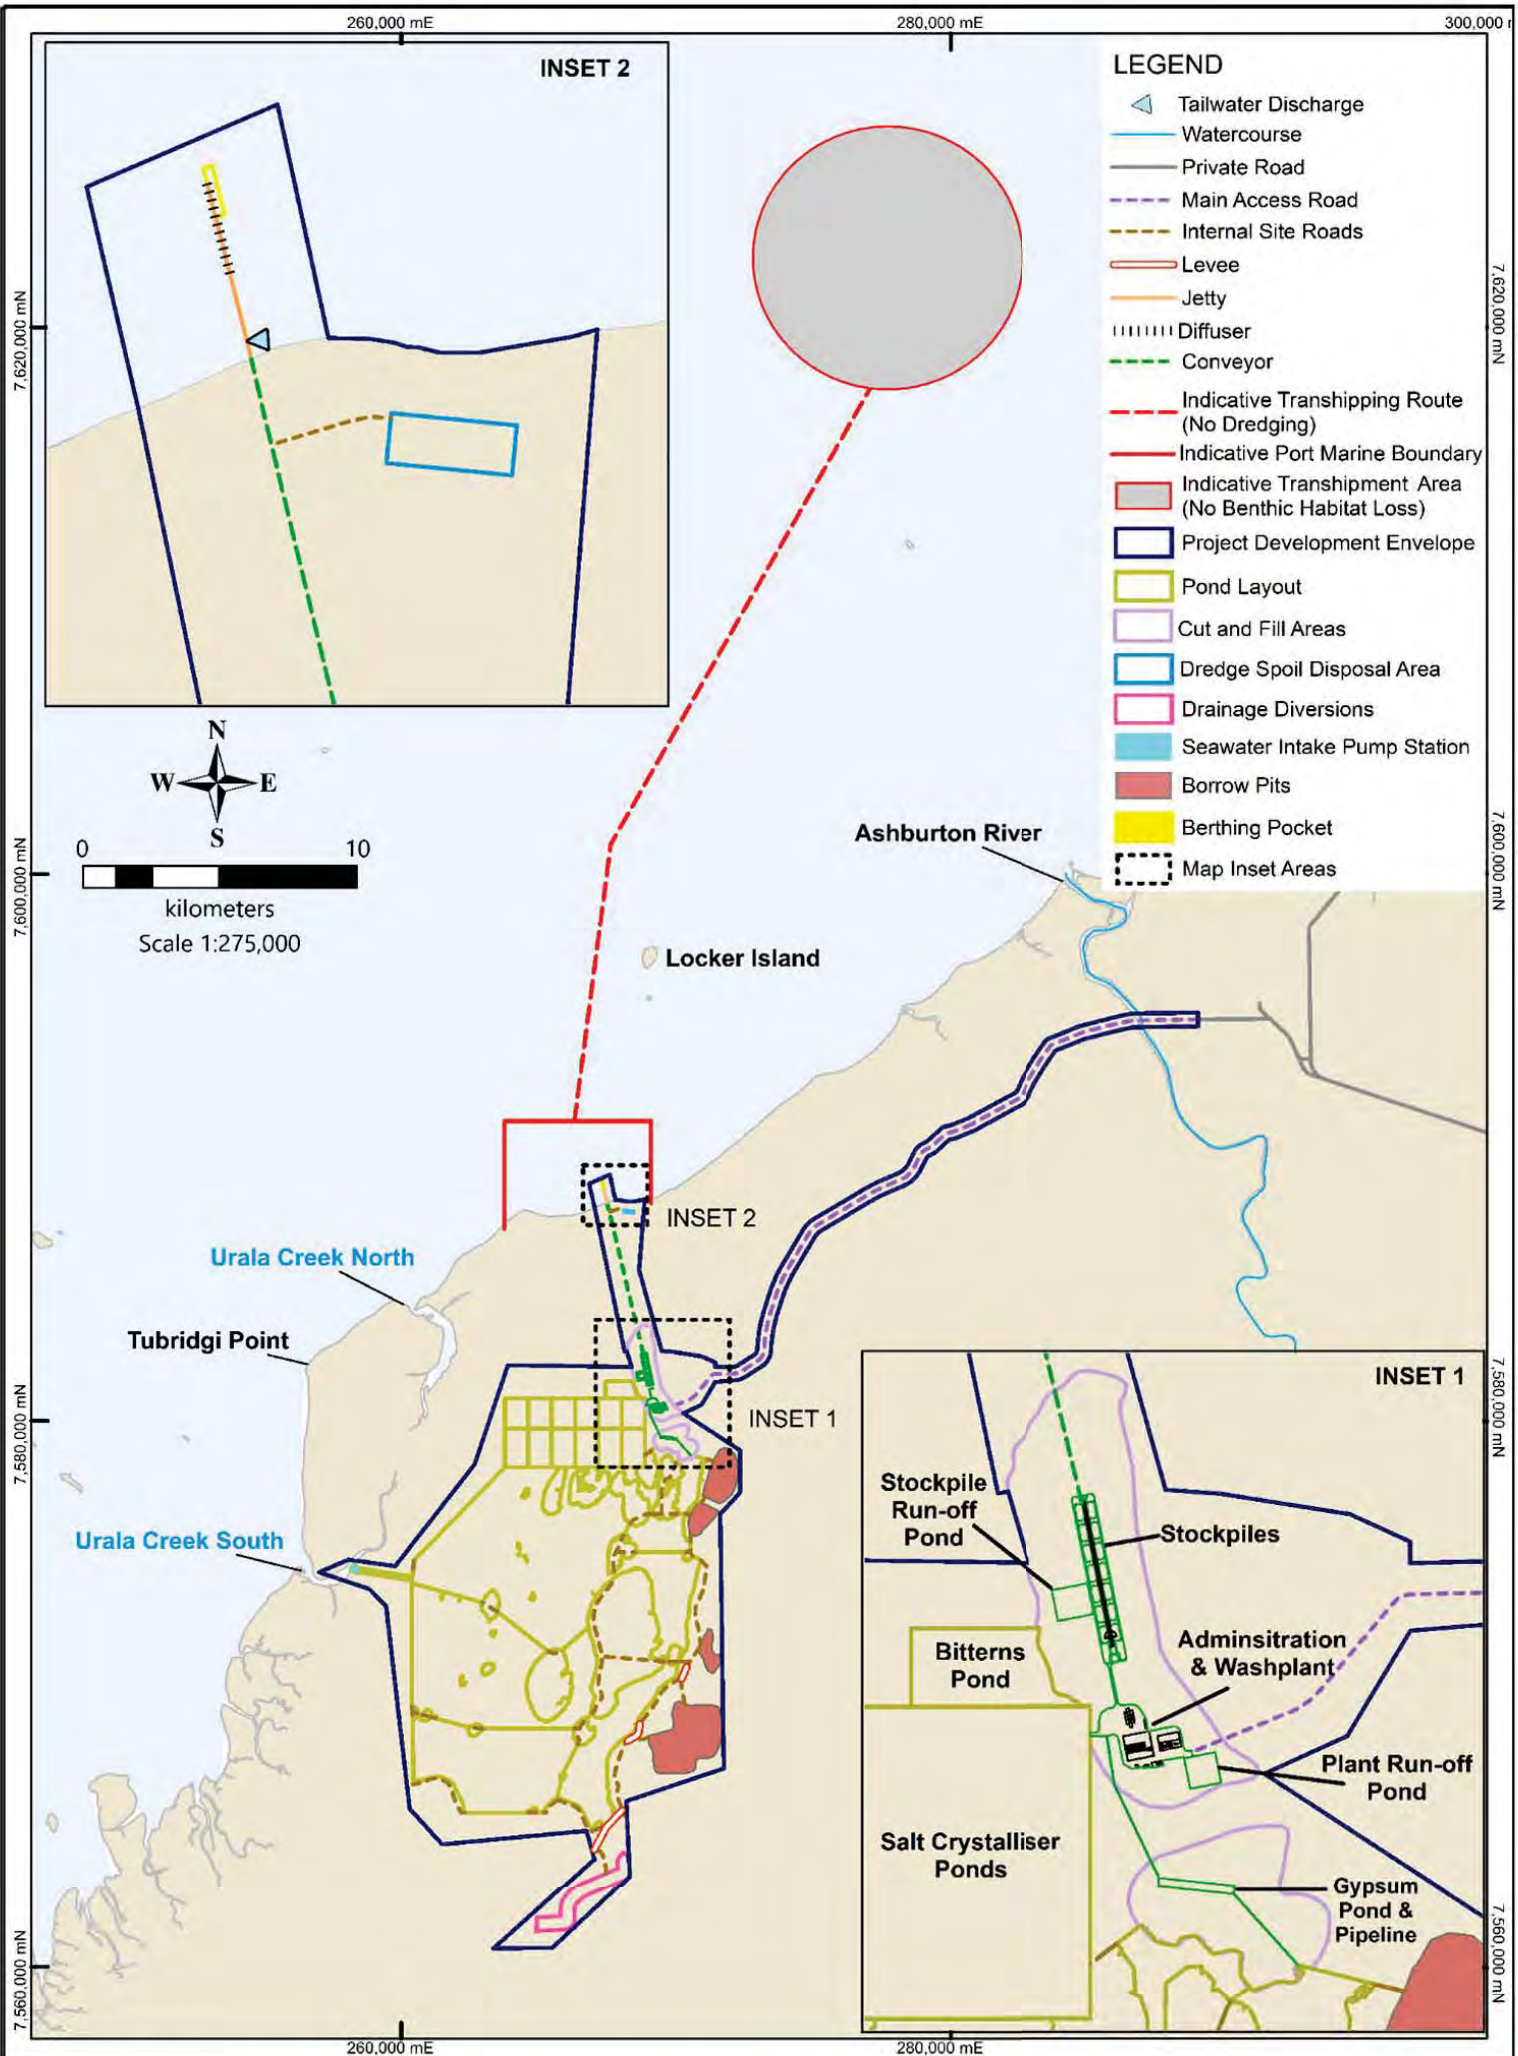 260,000 mE
280,000 mE
300,000 m
INSET 2
LEGEND
Tailwater Discharge
Watercourse
Private Road
Main Access Road
Internal Site Roads
Levee
Jetty
Diffuser
Conveyor
Indicative Transhipping Route
(No Dredging)
Indicative Port Marine Boundary
Indicative Transhipment Area
(No Benthic Habitat Loss)
Project Development Envelope
Pond Layout
Cut and Fill Areas
Dredge Spoil Disposal Area
Drainage Diversions
Seawater Intake Pump Station
Borrow Pits
Berthing Pocket
Map Inset Areas
7,620,000 mN
7,620,000 mN
N
W E
S
0 10
kilometers
Scale 1:275,000
7,600,000 mN
7,600,000 mN
Ashburton River
Locker Island
INSET 2
Urala Creek North
Tubridgi Point
INSET 1
7,580,000 mN
7,580,000 mN
Urala Creek South
INSET 1
Stockpile
Run-off
Pond
Stockpiles
Bitterns
Pond
Adminsitration
& Washplant
Plant Run-off
Pond
Salt Crystalliser
Ponds
Gypsum
Pond &
Pipeline
7,560,000 mN
7,560,000 mN
260,000 mE
280,000 mE